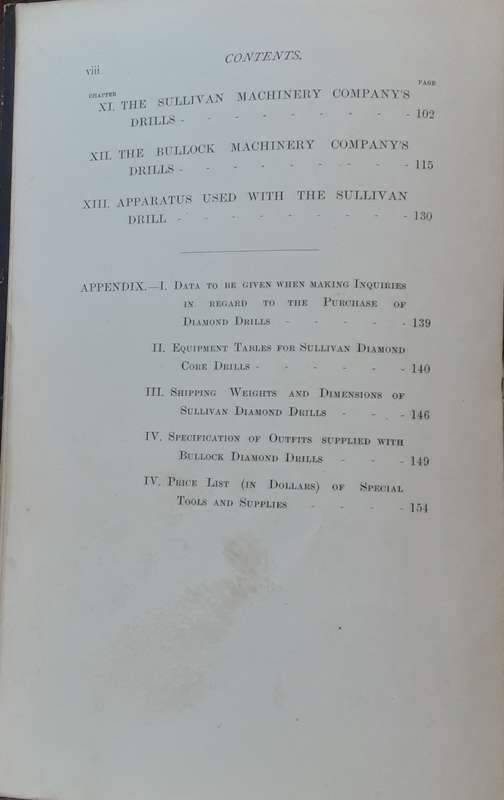 viii
CONTENTS.
CHAPTER
PAGE
XI. THE SULLIVAN MACHINERY COMPANY'S
DRILLS - - - - - - - - - 102
XII. THE BULLOCK MACHINERY COMPANY'S
DRILLS - - - - - - - - - 115
XIII. APPARATUS USED WITH THE SULLIVAN
DRILL - - - - - - - - - 130
APPENDIX.—I. DATA TO BE GIVEN WHEN MAKING INQUIRIES
IN REGARD TO THE PURCHASE OF
DIAMOND DRILLS - - - - - 139
II. EQUIPMENT TABLES FOR SULLIVAN DIAMOND
CORE DRILLS - - - - - - 140
III. SHIPPING WEIGHTS AND DIMENSIONS OF
SULLIVAN DIAMOND DRILLS - - - 146
IV. SPECIFICATION OF OUTFITS SUPPLIED WITH
BULLOCK DIAMOND DRILLS - - - 149
IV. PRICE LIST (IN DOLLARS) OF SPECIAL
TOOLS AND SUPPLIES - - - - 154